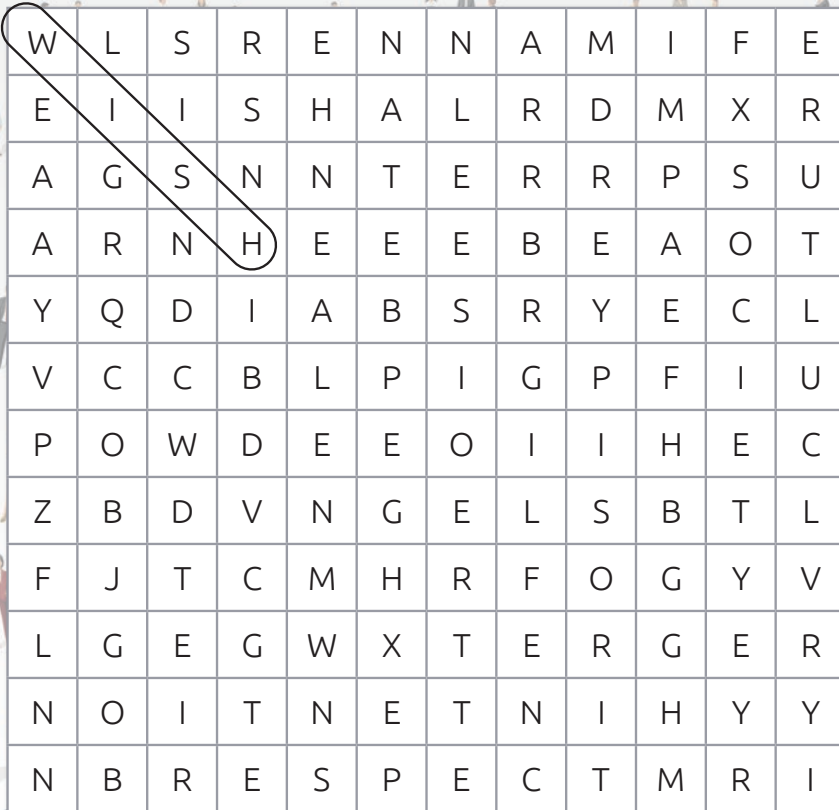 W L S R E N N A M I F E
E I I S H A L R D M X R
A G S N N T E R R P S U
A R N H E E E B E A O T
Y Q D I A B S R Y E C L
V C C B L P I G P F I U
P O W D E E O I I H E C
Z B D V N G E L S B T L
F J T C M H R F O G Y V
L G E G W X T E R G E R
N O I T N E T N I H Y Y
N B R E S P E C T M R I